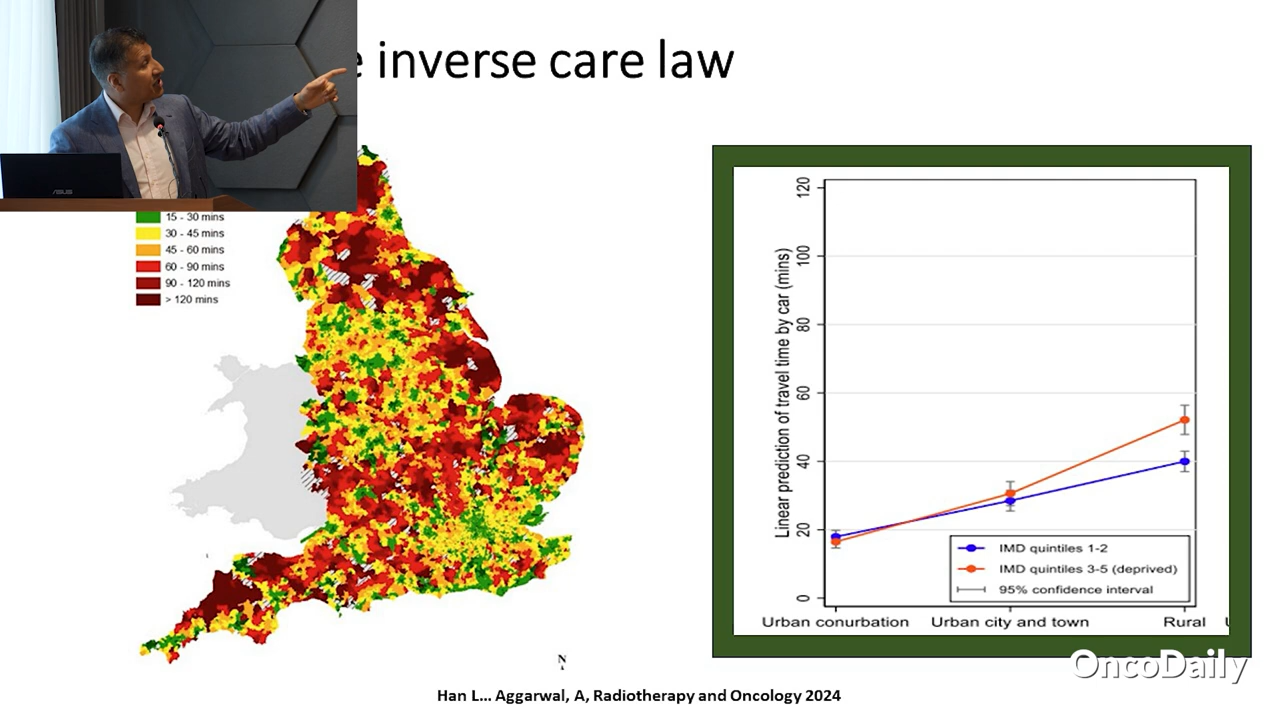 inverse care law
15 - 30 mins
30 - 45 mins
45 - 60 mins
60 - 90 mins
90 - 120 mins
> 120 mins
N
Linear prediction of travel time by car (mins)
120
100
80
60
40
20
0
IMD quintiles 1-2
IMD quintiles 3-5 (deprived)
95% confidence interval
Urban conurbation Urban city and town Rural
Han L... Aggarwal, A, Radiotherapy and Oncology 2024
ASUS
OncoDaily